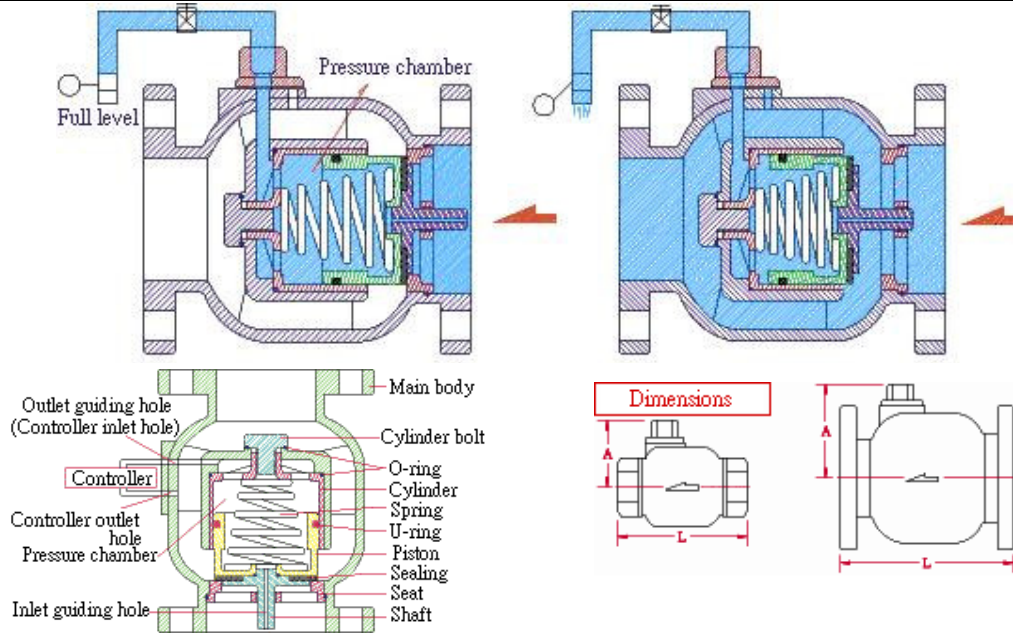 Pressure chamber
Full level
Main body
Outlet guiding hole
(Controller inlet hole)
Cylinder bolt
O-ring
Controller
Cylinder
Spring
Controller outlet
hole
U-ring
Pressure chamber
Piston
Sealing
Seat
Inlet guiding hole
Shaft
Dimensions
A
L
A
L